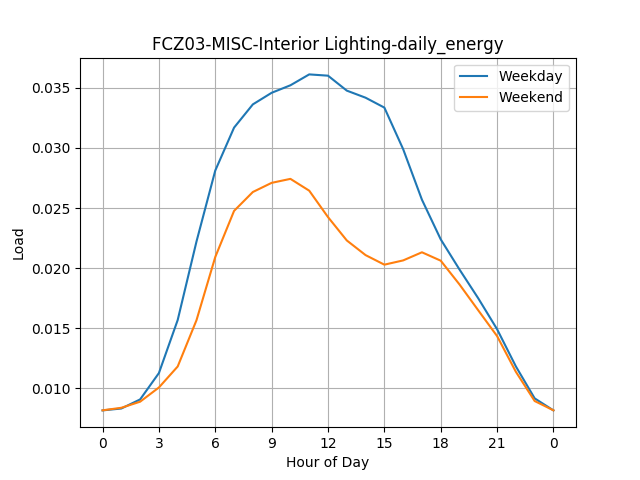 FCZ03-MISC-Interior Lighting-daily_energy
Weekday
Weekend
0.035
0.030
0.025
0.020
0.015
0.010
Load
0 3 6 9 12 15 18 21 0
Hour of Day